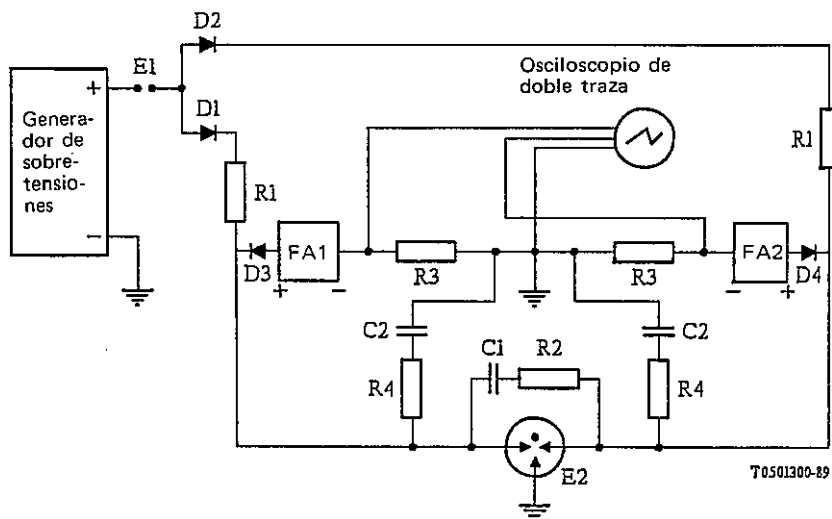 D2
E1
Osciloscopio de
doble traza
+
D1
Genera-
dor de
sobre-
tensio-
nes
R1
R1
−
FA1
FA2
D3
R3
R3
D4
+ −
− +
C2
C1
R2
C2
R4
R4
E2
T0501300-89